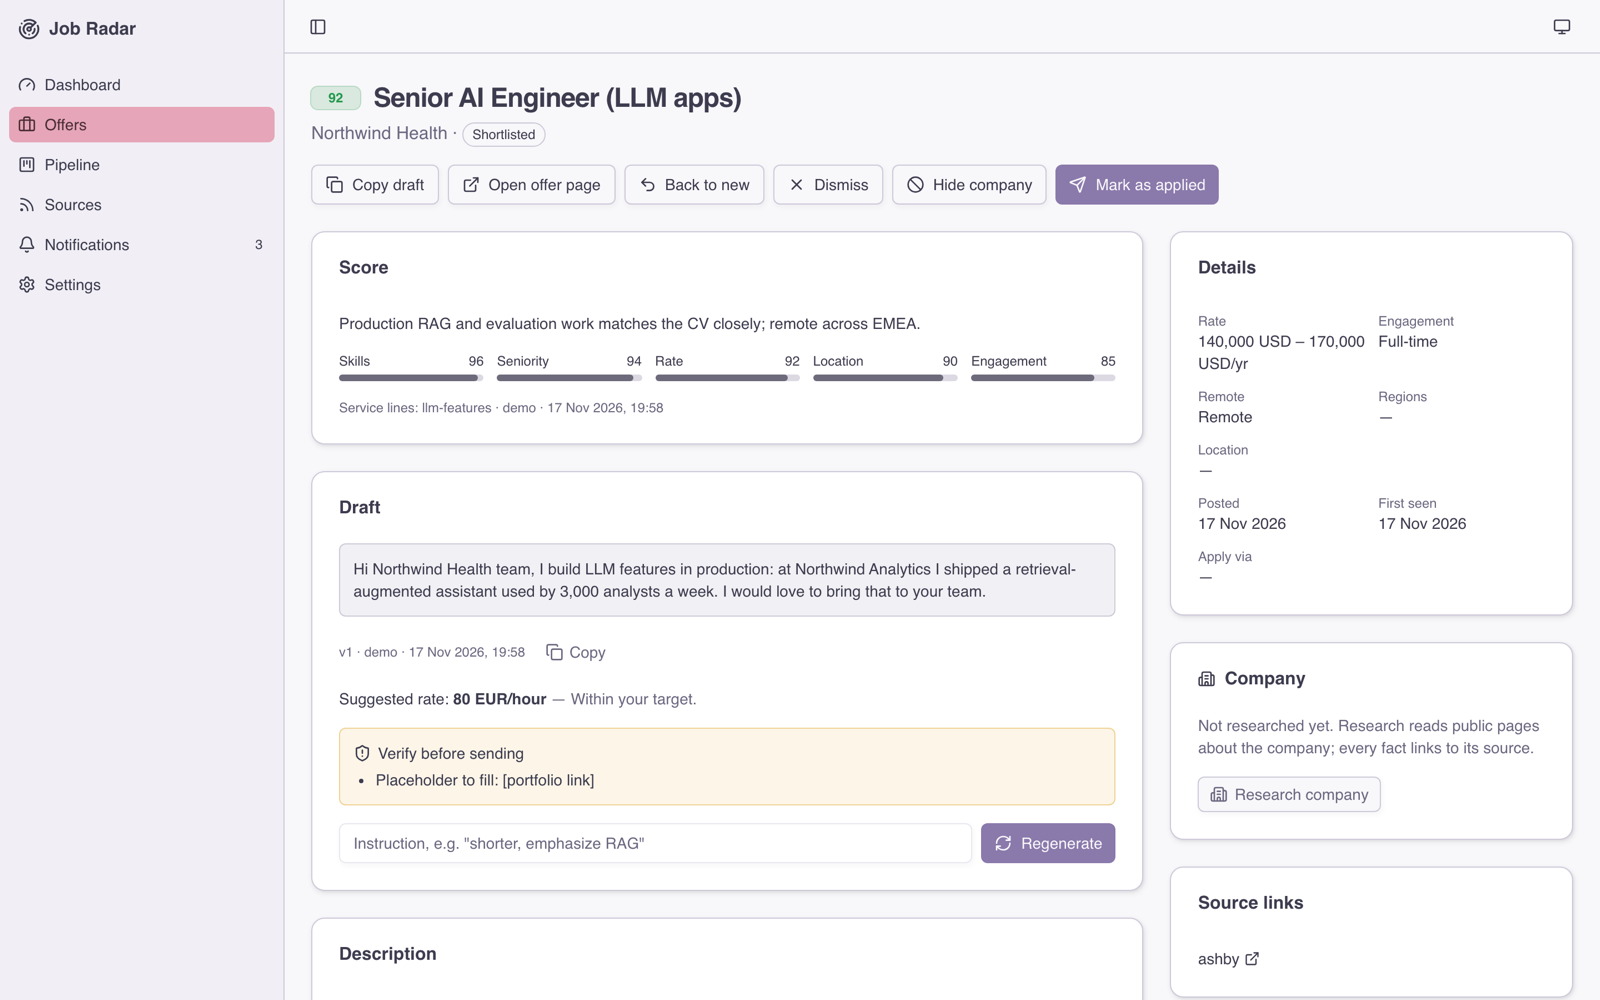 Job Radar
Dashboard
Offers
Pipeline
Sources
Notifications 3
Settings
92 Senior AI Engineer (LLM apps)
Northwind Health · Shortlisted
Copy draft
Open offer page
Back to new
Dismiss
Hide company
Mark as applied
Score
Production RAG and evaluation work matches the CV closely; remote across EMEA.
Skills 96 Seniority 94 Rate 92 Location 90 Engagement 85
Service lines: llm-features · demo · 17 Nov 2026, 19:58
Draft
Hi Northwind Health team, I build LLM features in production: at Northwind Analytics I shipped a retrieval-
augmented assistant used by 3,000 analysts a week. I would love to bring that to your team.
v1 · demo · 17 Nov 2026, 19:58 Copy
Suggested rate: 80 EUR/hour — Within your target.
Verify before sending
• Placeholder to fill: [portfolio link]
Instruction, e.g. "shorter, emphasize RAG"
Regenerate
Description
Details
Rate
140,000 USD – 170,000
USD/yr
Engagement
Full-time
Remote
Remote
Regions
—
Location
—
Posted
17 Nov 2026
First seen
17 Nov 2026
Apply via
—
Company
Not researched yet. Research reads public pages
about the company; every fact links to its source.
Research company
Source links
ashby